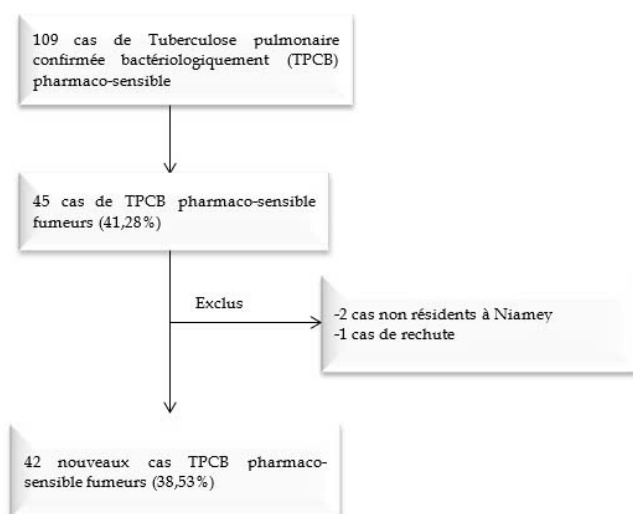 109 cas de Tuberculose pulmonaire
confirmée bactériologiquement (TPCB)
pharmaco-sensible
45 cas de TPCB pharmaco-sensible
fumeurs (41,28%)
Exclus
-2 cas non résidents à Niamey
-1 cas de rechute
42 nouveaux cas TPCB pharmaco-
sensible fumeurs (38,53%)